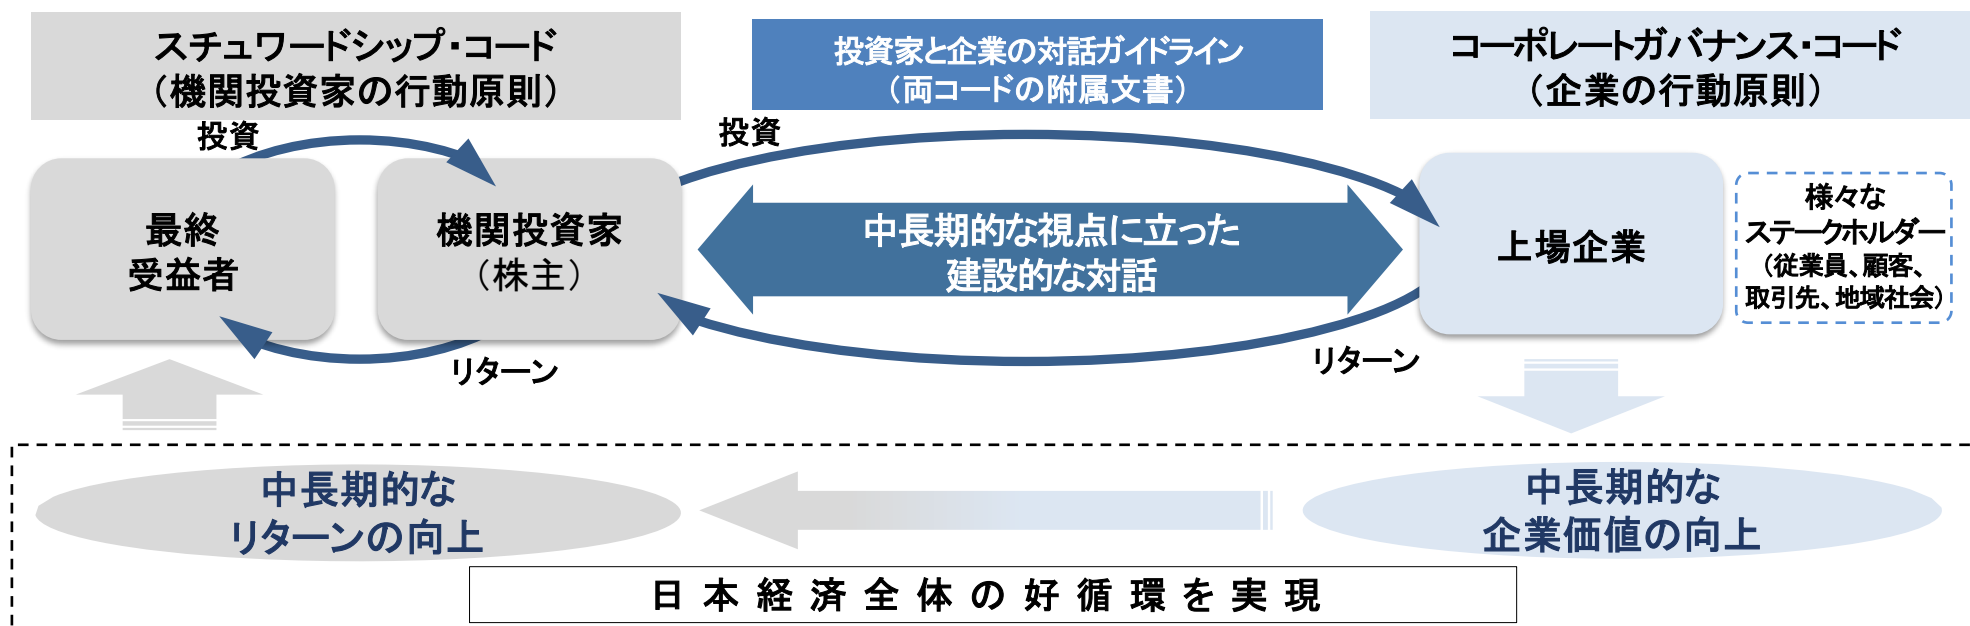 スチュワードシップ・コード
（機関投資家の行動原則）
投資家と企業の対話ガイドライン
（両コードの附属文書）
コーポレートガバナンス・コード
（企業の行動原則）
投資
投資
最終
受益者
機関投資家
（株主）
中長期的な視点に立った
建設的な対話
上場企業
様々な
ステークホルダー
（従業員、顧客、
取引先、地域社会）
リターン
リターン
中長期的な
リターンの向上
中長期的な
企業価値の向上
日本経済全体の好循環を実現